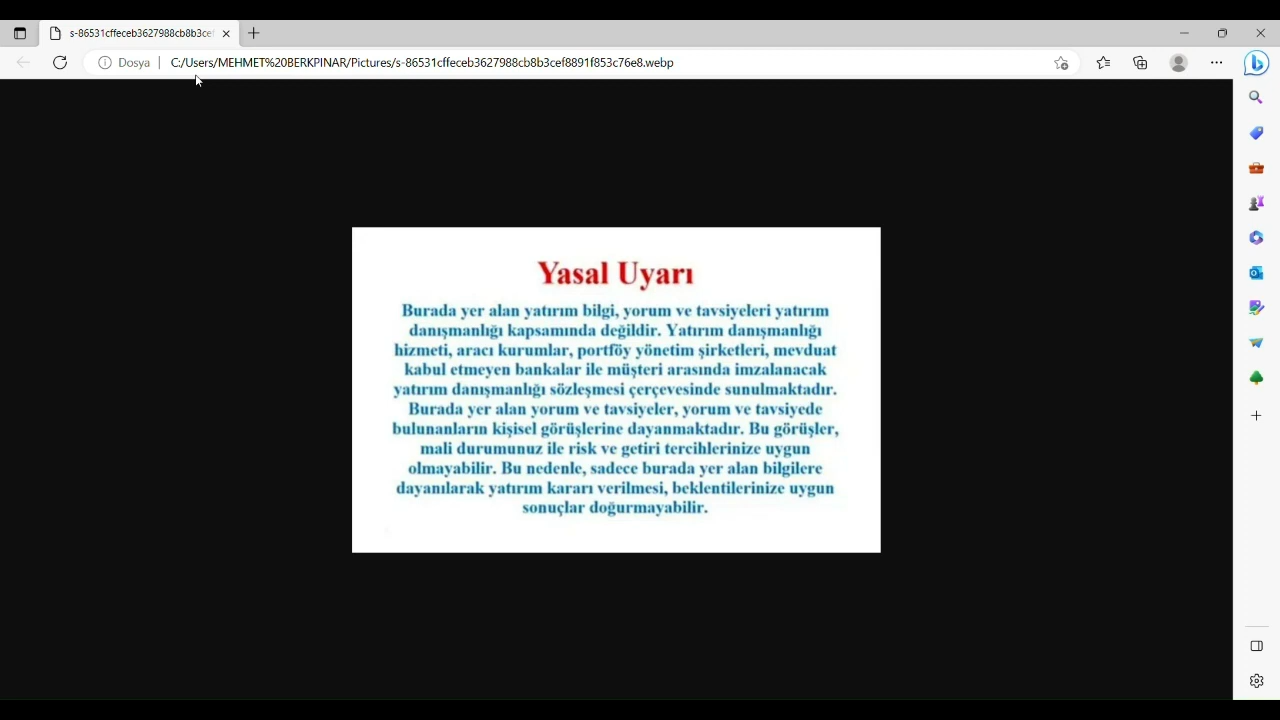 s-86531cffeceb3627988cb8b3cef
Dosya
C:/Users/MEHMET%20BERKPINAR/Pictures/s-86531cffeceb3627988cb8b3cef8891f853c76e8.webp
Yasal Uyarı
Burada yer alan yatırım bilgi, yorum ve tavsiyeleri yatırım
danışmanlığı kapsamında değildir. Yatırım danışmanlığı
hizmeti, aracı kurumlar, portföy yönetim şirketleri, mevduat
kabul etmeyen bankalar ile müşteri arasında imzalanacak
yatırım danışmanlığı sözleşmesi çerçevesinde sunulmaktadır.
Burada yer alan yorum ve tavsiyeler, yorum ve tavsiyede
bulunanların kişisel görüşlerine dayanmaktadır. Bu görüşler,
mali durumunuz ile risk ve getiri tercihlerinize uygun
olmayabilir. Bu nedenle, sadece burada yer alan bilgilere
dayanılarak yatırım kararı verilmesi, beklentilerinize uygun
sonuçlar doğurmayabilir.